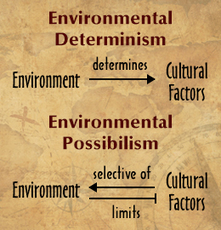 Environmental
Determinism
determines
Environment
Cultural
Factors
Environmental
Possibilism
selective of
Environment
Cultural
Factors
limits